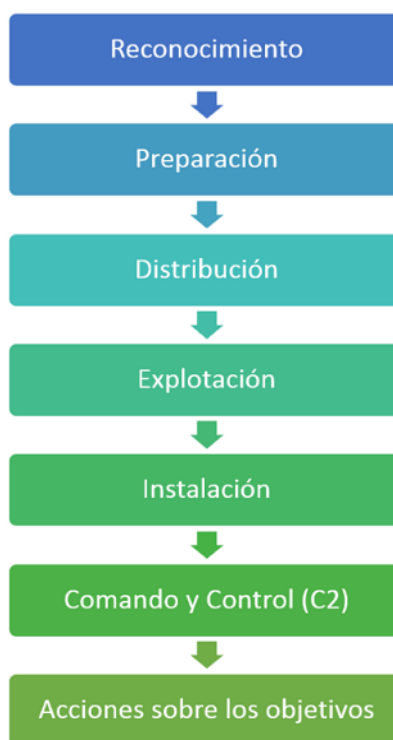 Reconocimiento
Preparación
Distribución
Explotación
Instalación
Comando y Control (C2)
Acciones sobre los objetivos